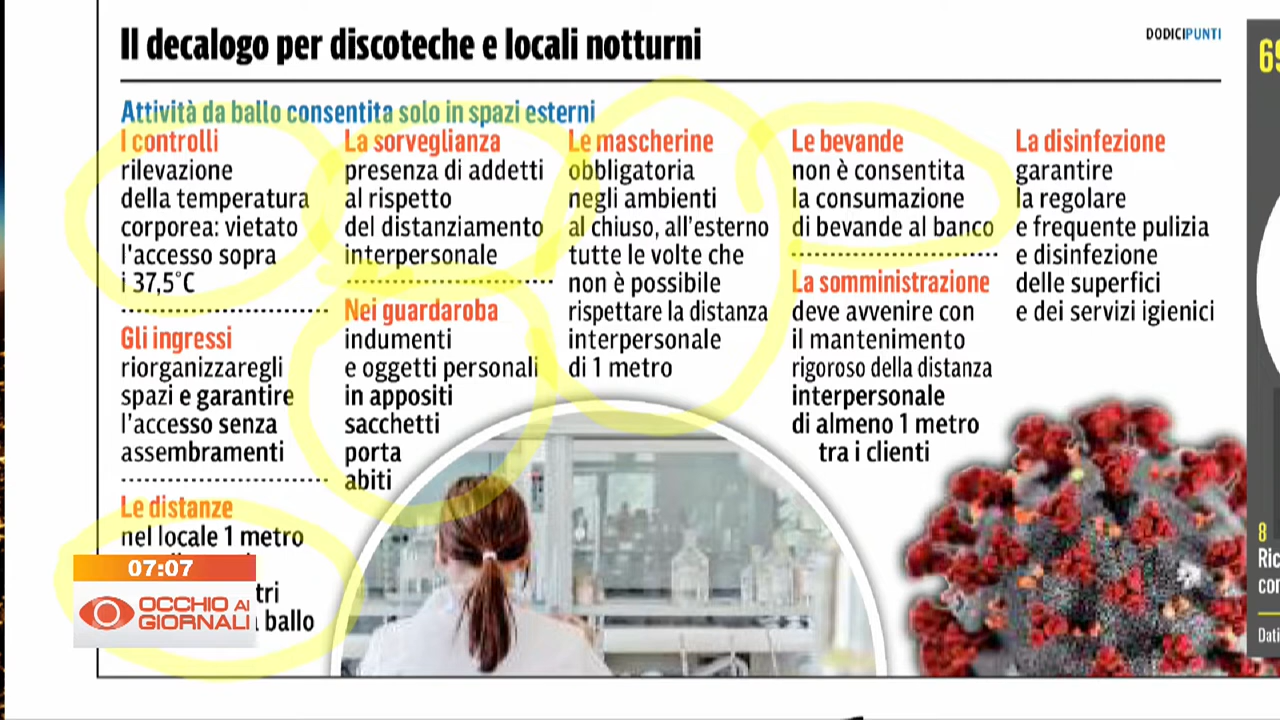 Il decalogo per discoteche e locali notturni
DODICIPUNTI
Attività da ballo consentita solo in spazi esterni
I controlli
rilevazione
della temperatura
corporea: vietato
l'accesso sopra
i 37,5°C
Gli ingressi
riorganizzaregli
spazi e garantire
l'accesso senza
assembramenti
Le distanze
nel locale 1 metro
tri
ballo
La sorveglianza
presenza di addetti
al rispetto
del distanziamento
interpersonale
Nei guardaroba
indumenti
e oggetti personali
in appositi
sacchetti
porta
abiti
Le mascherine
obbligatoria
negli ambienti
al chiuso, all'esterno
tutte le volte che
non è possibile
rispettare la distanza
interpersonale
di 1 metro
Le bevande
non è consentita
la consumazione
di bevande al banco
La somministrazione
deve avvenire con
il mantenimento
rigoroso della distanza
interpersonale
di almeno 1 metro
tra i clienti
La disinfezione
garantire
la regolare
e frequente pulizia
e disinfezione
delle superfici
e dei servizi igienici
69
8
Ric
con
Dati
07:07
OCCHIO AI
GIORNALI